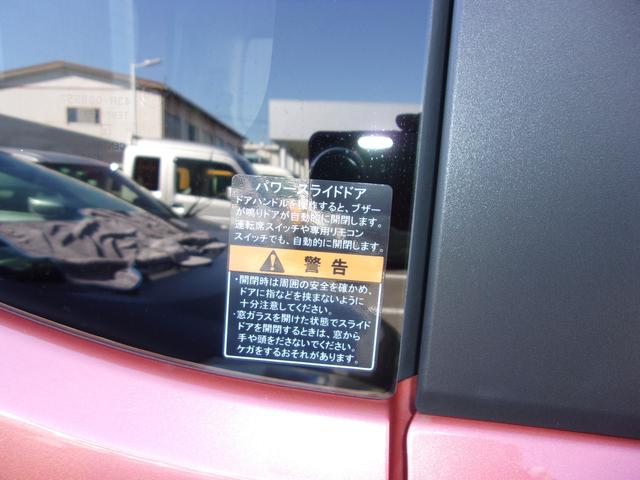 パワースライドドア
ドアハンドルを操作すると、ブザー
が鳴りドアが自動的に開閉します。
運転席スイッチや専用リモコン
スイッチでも、自動的に開閉します。
警告
・開閉時は周囲の安全を確かめ、
ドアに指などを挟まないように
十分注意してください。
・窓ガラスを開けた状態でスライド
ドアを開閉するときは、窓から
手や頭をださないでください。
ケガをするおそれがあります。